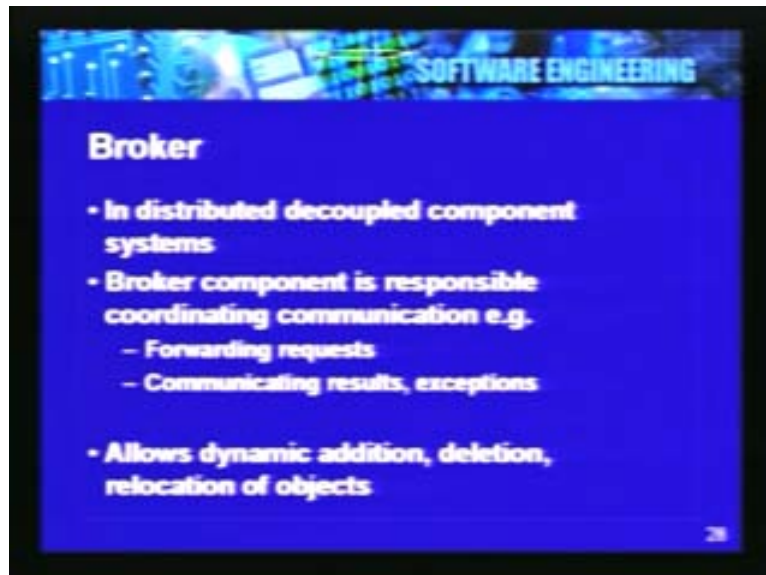 SOFTWARE ENGINEERING
Broker
• In distributed decoupled component
systems
• Broker component is responsible
coordinating communication e.g.
– Forwarding requests
– Communicating results, exceptions
• Allows dynamic addition, deletion,
relocation of objects
28